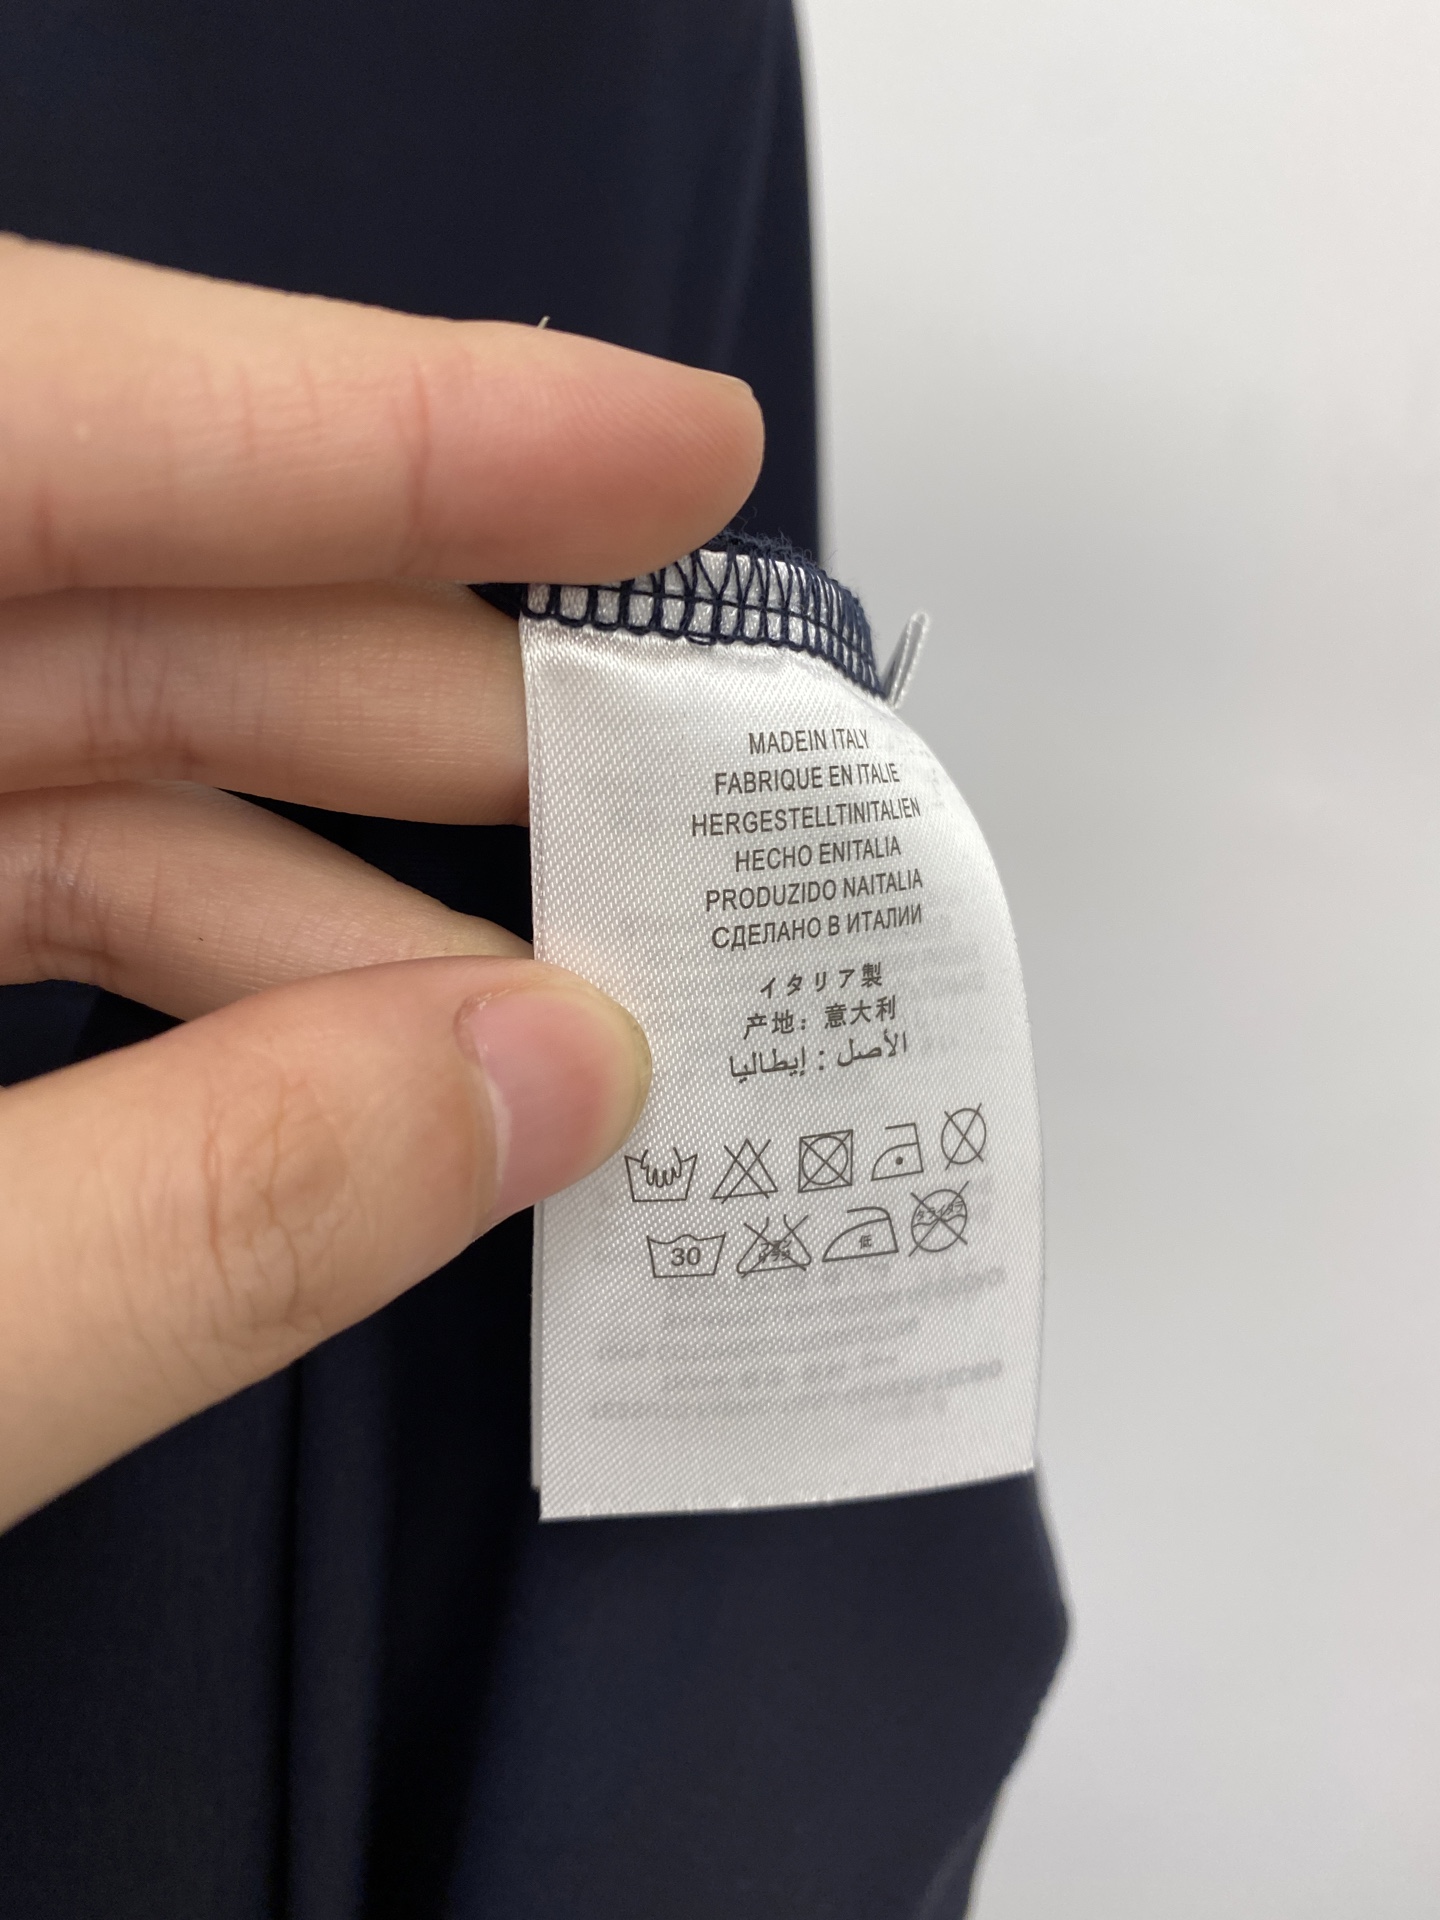 MADEIN ITALY
FABRIQUE EN ITALIE
HERGESTELLTINITALIEN
HECHO ENITALIA
PRODUZIDO NAITALIA
СДЕЛАНО В ИТАЛИИ
イタリア製
产地：意大利
الأصل : إيطاليا
30 低